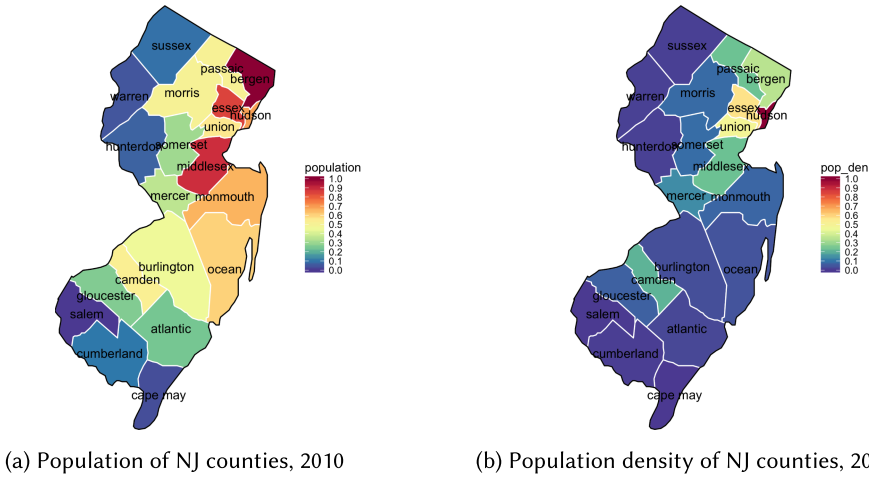 sussex
passaic
bergen
warren
morris
essex
hudson
union
hunterdon
somerset
middlesex
mercer
monmouth
burlington
ocean
camden
gloucester
salem
atlantic
cumberland
cape may
population
1.0
0.9
0.8
0.7
0.6
0.5
0.4
0.3
0.2
0.1
0.0
(a) Population of NJ counties, 2010
sussex
passaic
bergen
warren
morris
essex
hudson
union
hunterdon
somerset
middlesex
mercer
monmouth
burlington
ocean
camden
gloucester
salem
atlantic
cumberland
cape may
pop_den
1.0
0.9
0.8
0.7
0.6
0.5
0.4
0.3
0.2
0.1
0.0
(b) Population density of NJ counties, 20